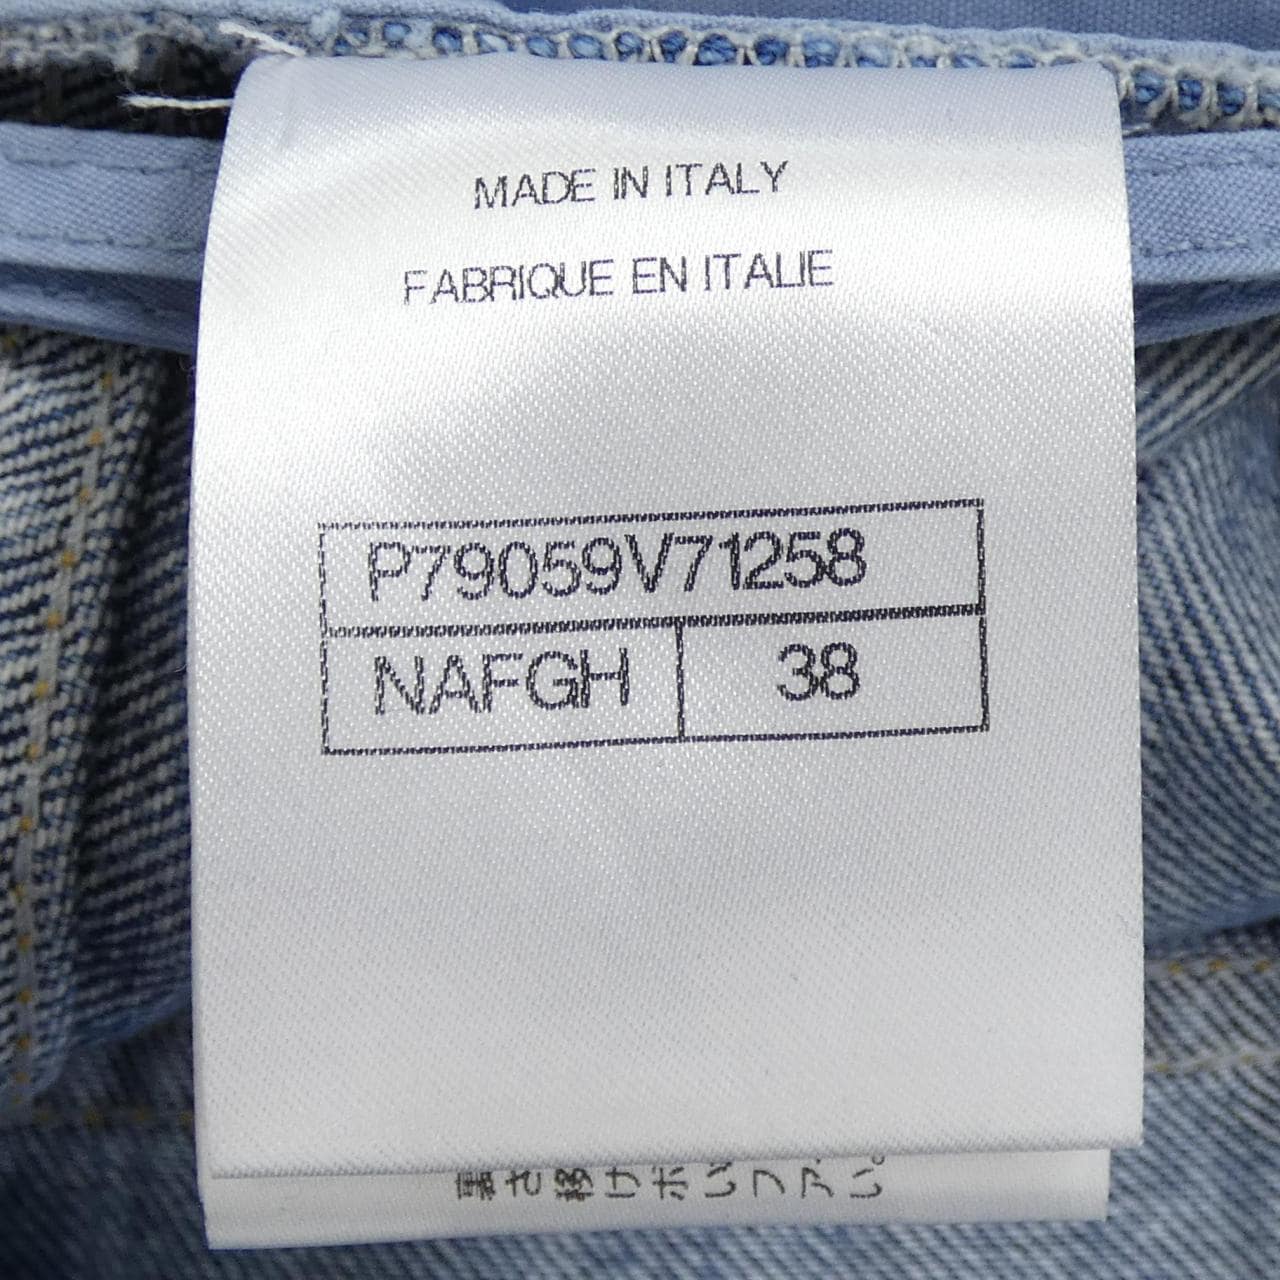 MADE IN ITALY
FABRIQUE EN ITALIE
P79059V71258
NAFGH
38